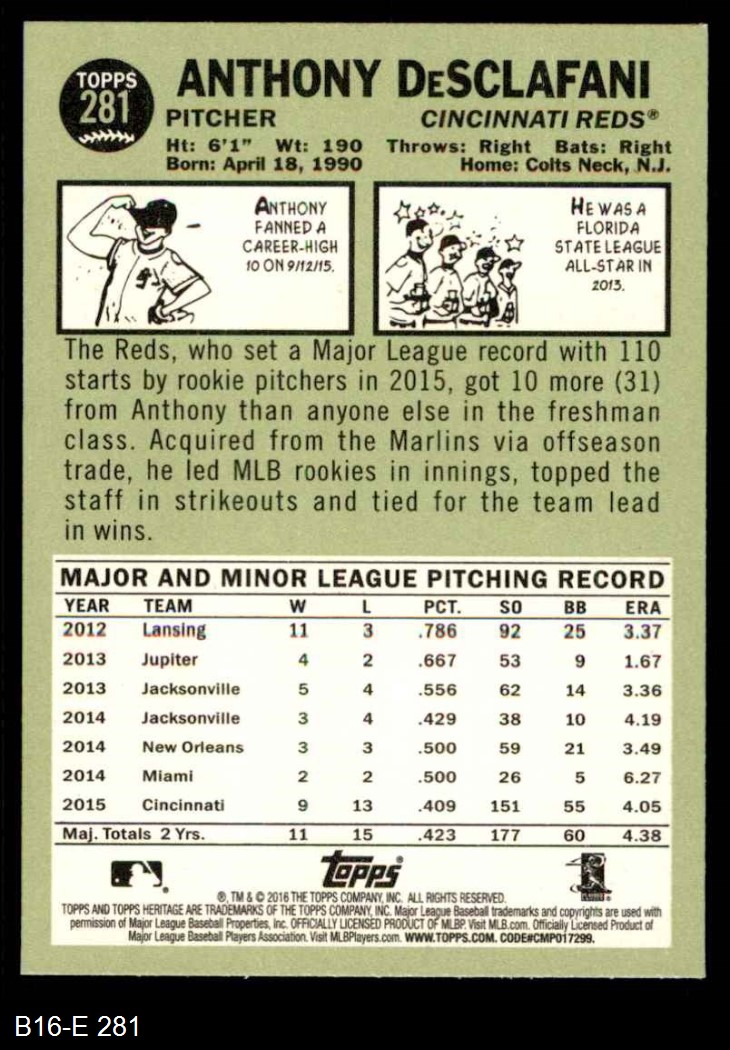 TOPPS
281
ANTHONY DeSCLAFANI
PITCHER CINCINNATI REDS®
Ht: 6'1" Wt: 190 Throws: Right Bats: Right
Born: April 18, 1990 Home: Colts Neck, N.J.
ANTHONY
FANNED A
CAREER-HIGH
10 ON 9/12/15.
HE WAS A
FLORIDA
STATE LEAGUE
ALL-STAR IN
2013.
The Reds, who set a Major League record with 110
starts by rookie pitchers in 2015, got 10 more (31)
from Anthony than anyone else in the freshman
class. Acquired from the Marlins via offseason
trade, he led MLB rookies in innings, topped the
staff in strikeouts and tied for the team lead
in wins.
MAJOR AND MINOR LEAGUE PITCHING RECORD
YEAR TEAM W L PCT. SO BB ERA
2012 Lansing 11 3 .786 92 25 3.37
2013 Jupiter 4 2 .667 53 9 1.67
2013 Jacksonville 5 4 .556 62 14 3.36
2014 Jacksonville 3 4 .429 38 10 4.19
2014 New Orleans 3 3 .500 59 21 3.49
2014 Miami 2 2 .500 26 5 6.27
2015 Cincinnati 9 13 .409 151 55 4.05
Maj. Totals 2 Yrs. 11 15 .423 177 60 4.38
Topps®
®, TM & © 2016 THE TOPPS COMPANY, INC. ALL RIGHTS RESERVED.
TOPPS AND TOPPS HERITAGE ARE TRADEMARKS OF THE TOPPS COMPANY, INC. Major League Baseball trademarks and copyrights are used with
permission of Major League Baseball Properties, Inc. OFFICIALLY LICENSED PRODUCT OF MLBP. Visit MLB.com. Officially Licensed Product of
Major League Baseball Players Association. Visit MLBPlayers.com. WWW.TOPPS.COM. CODE#CMP017299.
B16-E 281